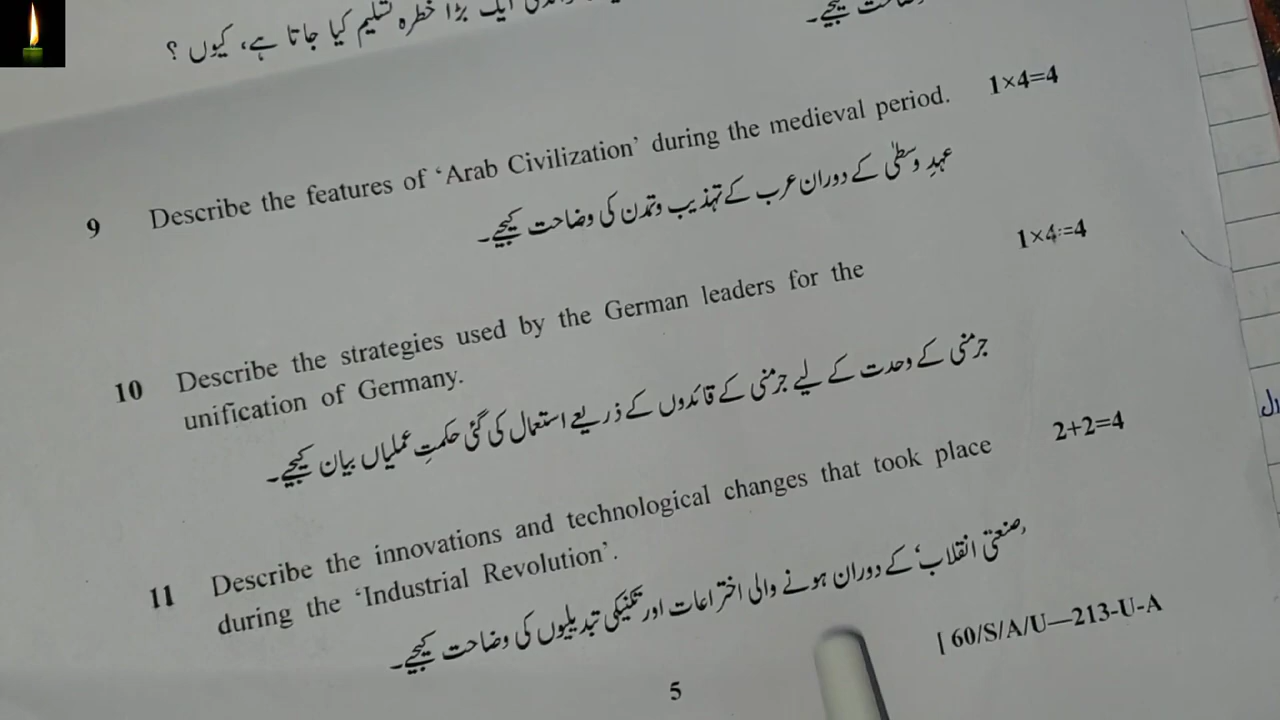 ایک بڑا خطرہ تسلیم کیا جاتا ہے، کیوں ؟
کیجیے۔
9 Describe the features of ‘Arab Civilization’ during the medieval period. 1×4=4
عہدِ وسطیٰ کے دوران عرب کے تہذیب وتمدن کی وضاحت کیجیے۔
10 Describe the strategies used by the German leaders for the 1×4=4
unification of Germany.
جرمنی کے وحدت کے لیے جرمنی کے قائدوں کے ذریعے استعمال کی گئی حکمتِ عملیاں بیان کیجیے۔
11 Describe the innovations and technological changes that took place 2+2=4
during the ‘Industrial Revolution’.
’صنعتی انقلاب‘ کے دوران ہونے والی اختراعات اور تکنیکی تبدیلیوں کی وضاحت کیجیے۔
[ 60/S/A/U—213-U-A
5